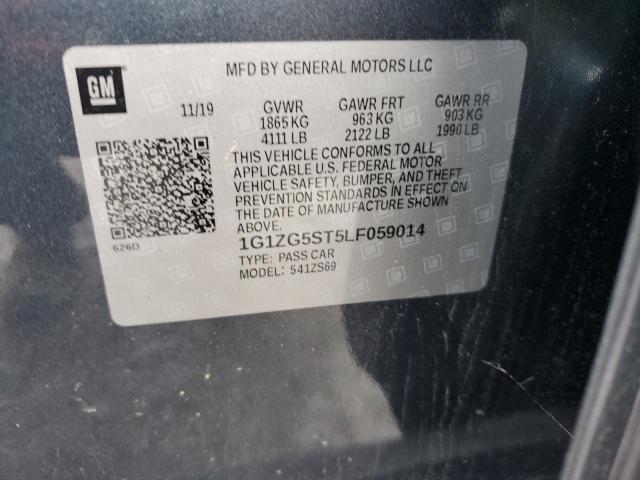 GM
MFD BY GENERAL MOTORS LLC
11/19 GVWR GAWR FRT GAWR RR
1865 KG 963 KG 903 KG
4111 LB 2122 LB 1990 LB
THIS VEHICLE CONFORMS TO ALL
APPLICABLE U.S. FEDERAL MOTOR
VEHICLE SAFETY, BUMPER, AND THEFT
PREVENTION STANDARDS IN EFFECT ON
THE DATE OF MANUFACTURE SHOWN
ABOVE.
1G1ZG5ST5LF059014
626D
TYPE: PASS CAR
MODEL: 541ZS69